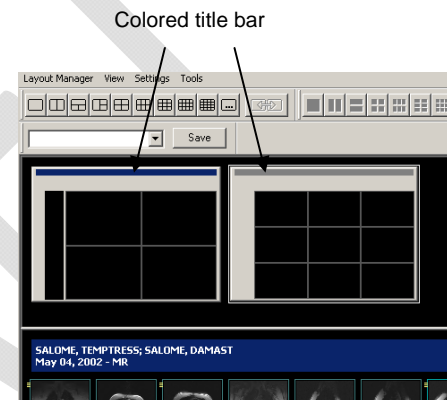 Colored title bar
Layout Manager View Settings Tools
Save
SALOME, TEMPTRESS; SALOME, DAMAST
May 04, 2002 - MR